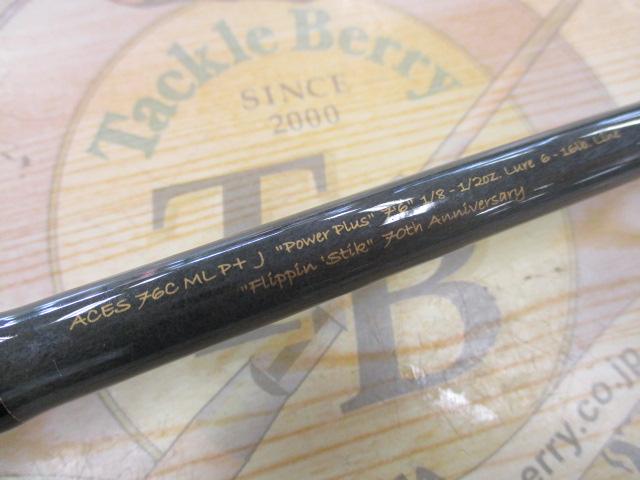 Tackle Berry
SINCE
2000
TB
ACES 76C ML P+ J "Power Plus" 7'6" 1/8 - 1/2oz. Lure 6 - 16lb. Line
"Flippin 'Stik" 70th Anniversary
erry.co.jp